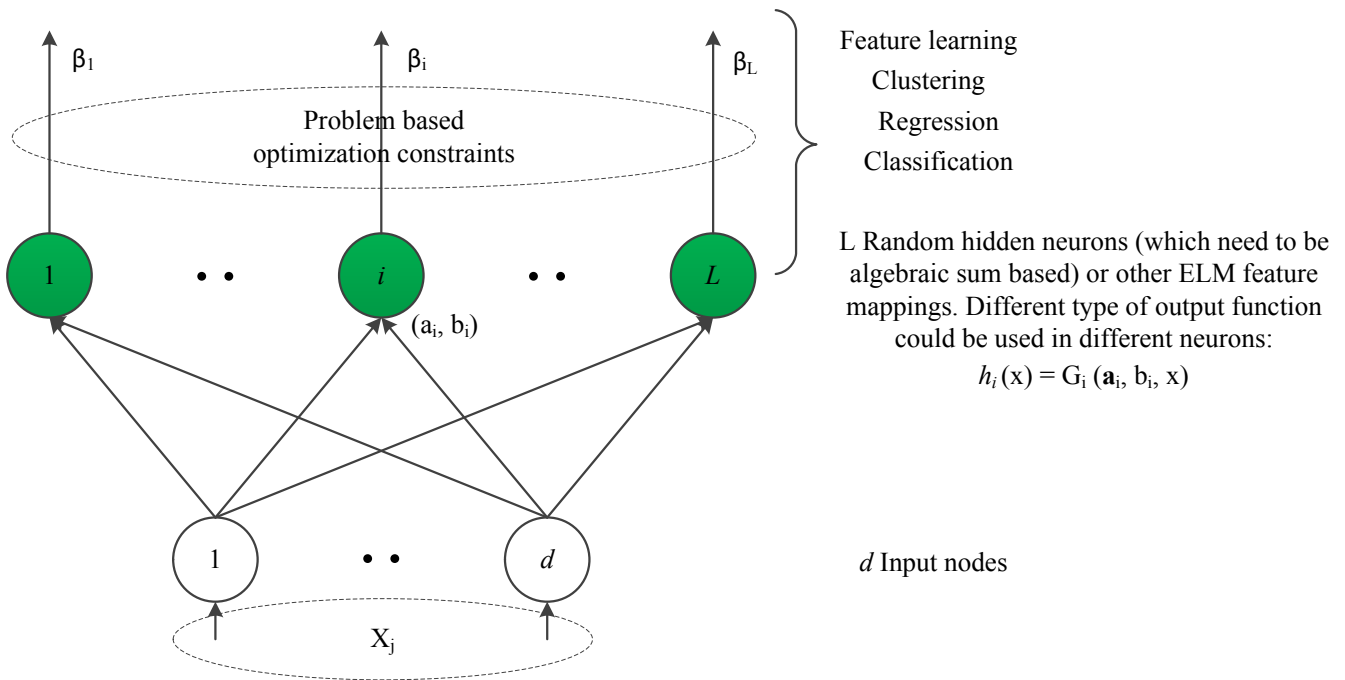 β1 βi βL
Feature learning
Clustering
Regression
Classification
Problem based
optimization constraints
1 • • i • • L
(ai, bi)
L Random hidden neurons (which need to be
algebraic sum based) or other ELM feature
mappings. Different type of output function
could be used in different neurons:
hi (x) = Gi (ai, bi, x)
1 • • d
d Input nodes
Xj